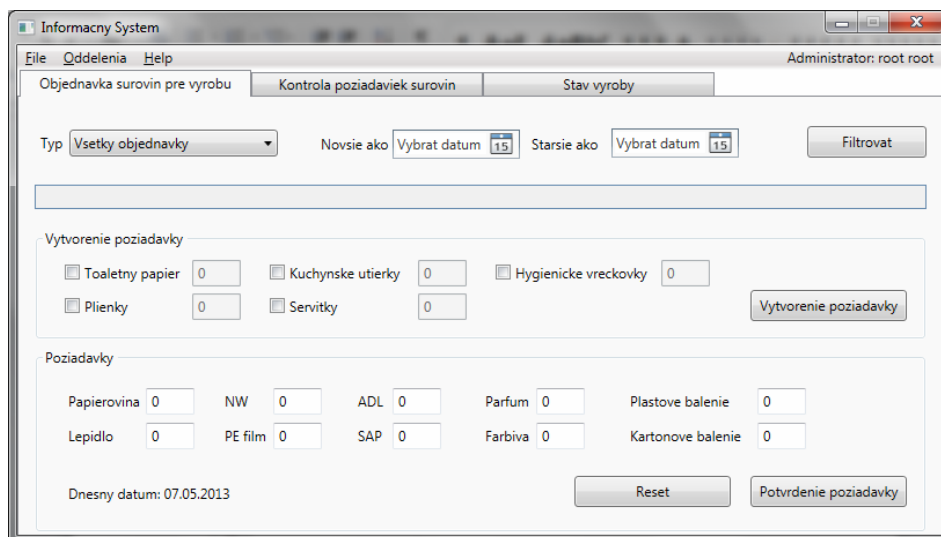 Informacny System
File Oddelenia Help Administrator: root root
Objednavka surovin pre vyrobu Kontrola poziadaviek surovin Stav vyroby
Typ Vsetky objednavky Novsie ako Vybrat datum 15 Starsie ako Vybrat datum 15 Filtrovat
Vytvorenie poziadavky
Toaletny papier 0 Kuchynske utierky 0 Hygienicke vreckovky 0
Plienky 0 Servitky 0 Vytvorenie poziadavky
Poziadavky
Papierovina 0 NW 0 ADL 0 Parfum 0 Plastove balenie 0
Lepidlo 0 PE film 0 SAP 0 Farbiva 0 Kartonove balenie 0
Dnesny datum: 07.05.2013 Reset Potvrdenie poziadavky